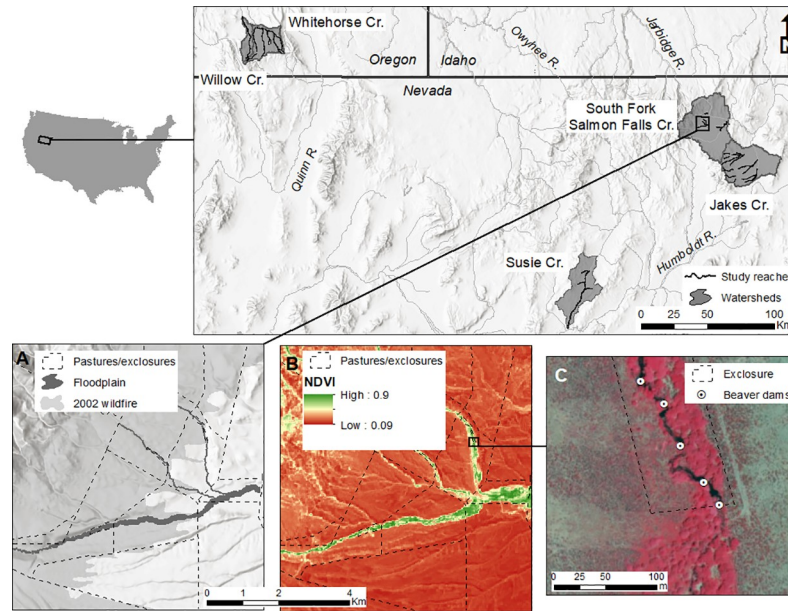 Whitehorse Cr.
Willow Cr.
Oregon
Idaho
Nevada
Owyhee R.
Jarbidge R.
South Fork
Salmon Falls Cr.
Quinn R.
Jakes Cr.
Susie Cr.
Humboldt R.
Study reaches
Watersheds
0 25 50 100
Km
A
Pastures/exclosures
Floodplain
2002 wildfire
B
Pastures/exclosures
NDVI
High : 0.9
Low : 0.09
0 1 2 4
Km
C
Exclosure
Beaver dams
0 25 50 100
m